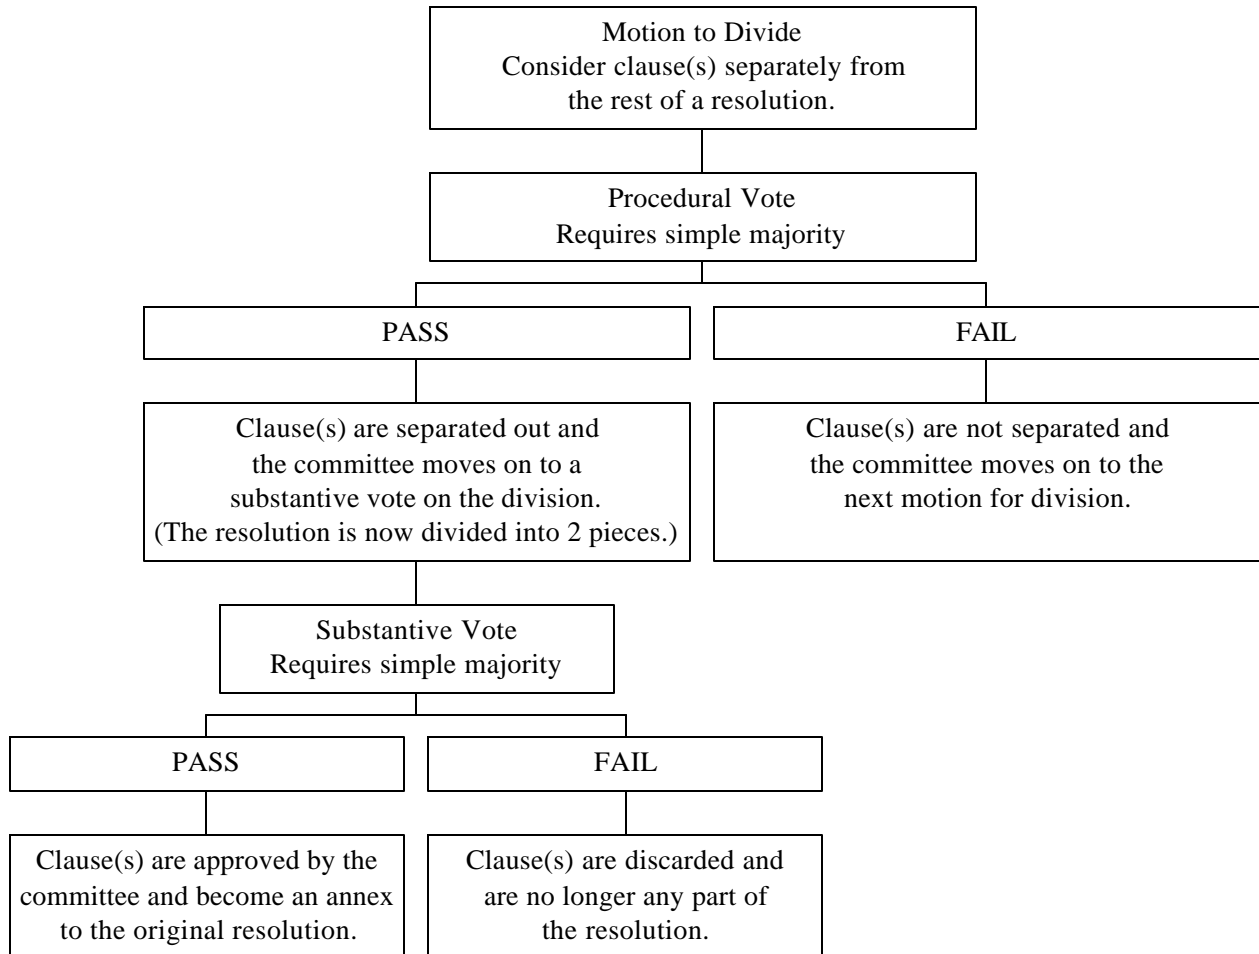 Motion to Divide
Consider clause(s) separately from
the rest of a resolution.
Procedural Vote
Requires simple majority
PASS
FAIL
Clause(s) are separated out and
the committee moves on to a
substantive vote on the division.
(The resolution is now divided into 2 pieces.)
Clause(s) are not separated and
the committee moves on to the
next motion for division.
Substantive Vote
Requires simple majority
PASS
FAIL
Clause(s) are approved by the
committee and become an annex
to the original resolution.
Clause(s) are discarded and
are no longer any part of
the resolution.